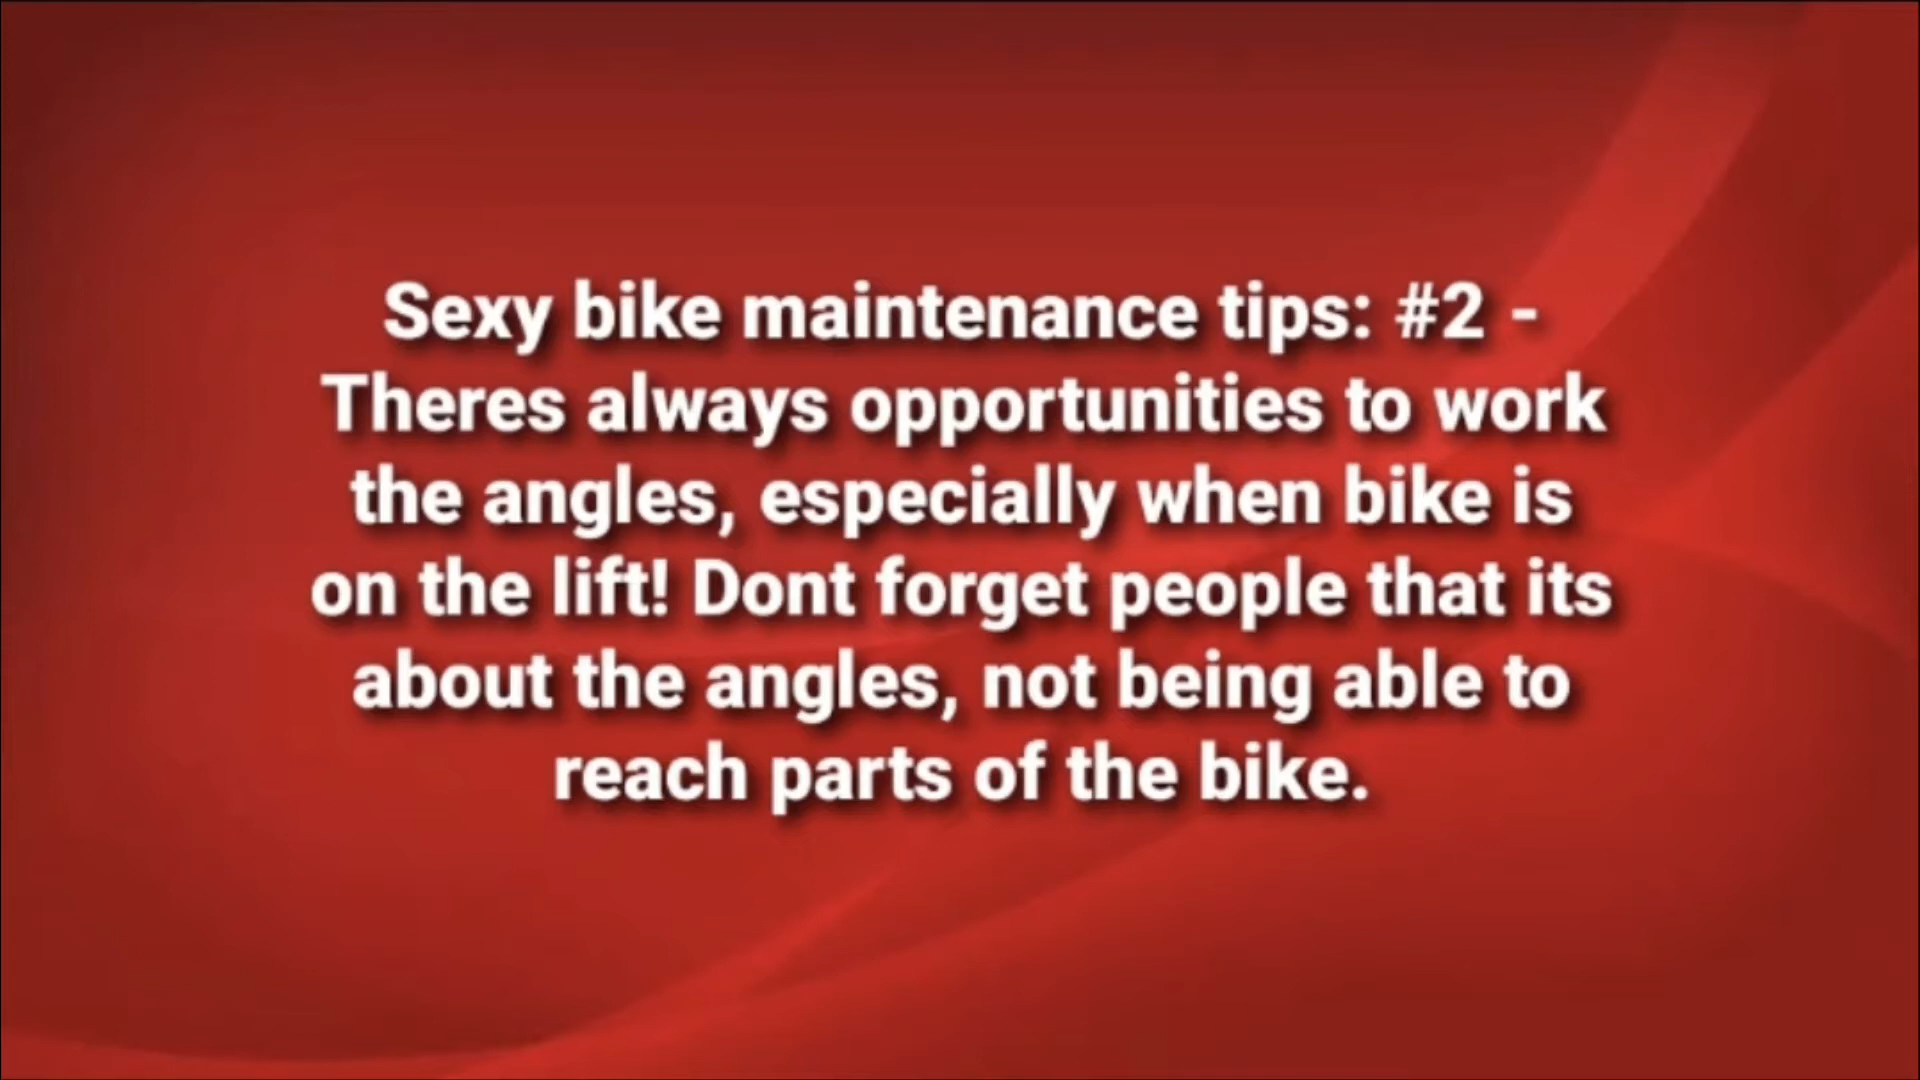 Sexy bike maintenance tips: #2 -
Theres always opportunities to work
the angles, especially when bike is
on the lift! Dont forget people that its
about the angles, not being able to
reach parts of the bike.